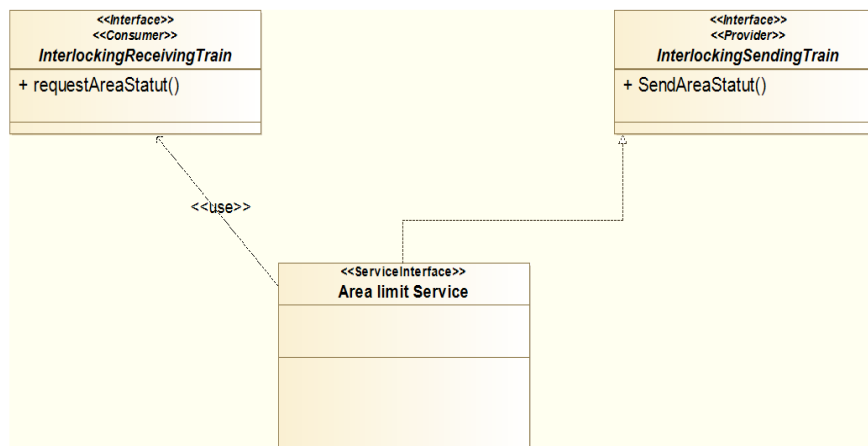 <<Interface>>
<<Consumer>>
InterlockingReceivingTrain
+ requestAreaStatut()
<<Interface>>
<<Provider>>
InterlockingSendingTrain
+ SendAreaStatut()
<<use>>
<<ServiceInterface>>
Area limit Service